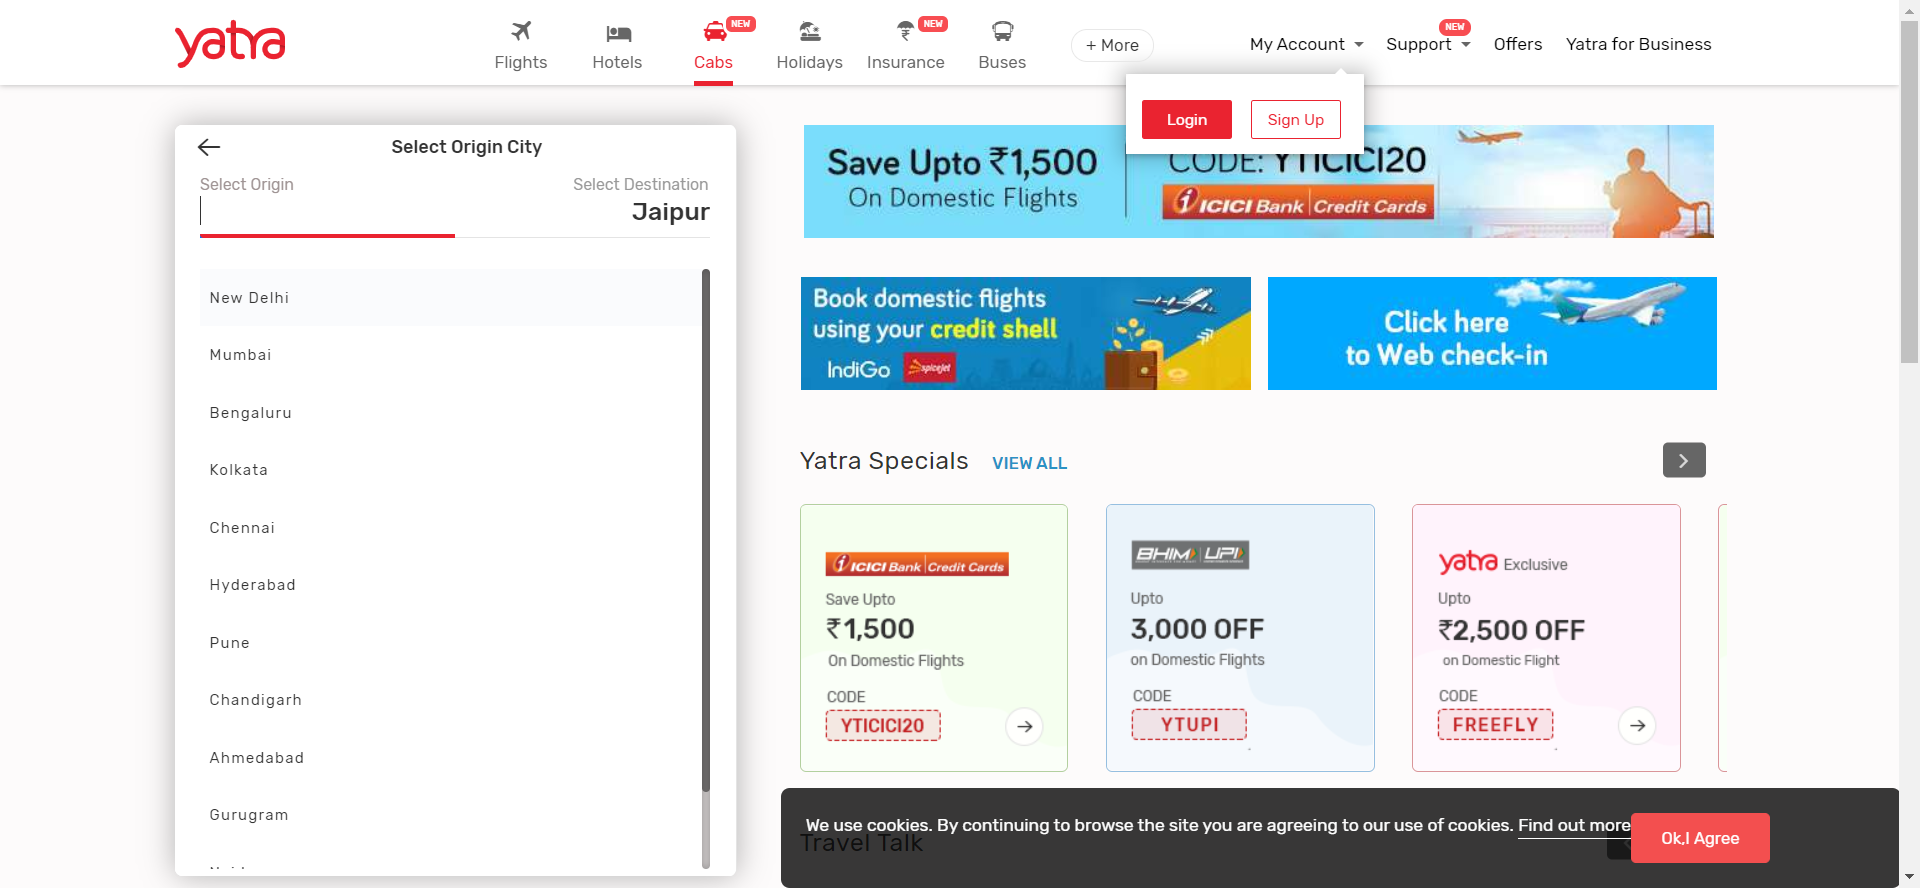 yatra
Flights
Hotels
NEW
Cabs
Holidays
NEW
Insurance
Buses
+ More
My Account
NEW
Support
Offers
Yatra for Business
Login
Sign Up
Select Origin City
Select Origin
Select Destination
Jaipur
New Delhi
Mumbai
Bengaluru
Kolkata
Chennai
Hyderabad
Pune
Chandigarh
Ahmedabad
Gurugram
Save Upto ₹1,500
On Domestic Flights
CODE: YTICICI20
ICICI Bank Credit Cards
Book domestic flights
using your credit shell
IndiGo
spicejet
Click here
to Web check-in
Yatra Specials
VIEW ALL
ICICI Bank Credit Cards
Save Upto
₹1,500
On Domestic Flights
CODE
YTICICI20
BHIM UPI
Upto
3,000 OFF
on Domestic Flights
CODE
YTUPI
yatra Exclusive
Upto
₹2,500 OFF
on Domestic Flight
CODE
FREEFLY
We use cookies. By continuing to browse the site you are agreeing to our use of cookies. Find out more
Ok,I Agree
Travel Talk